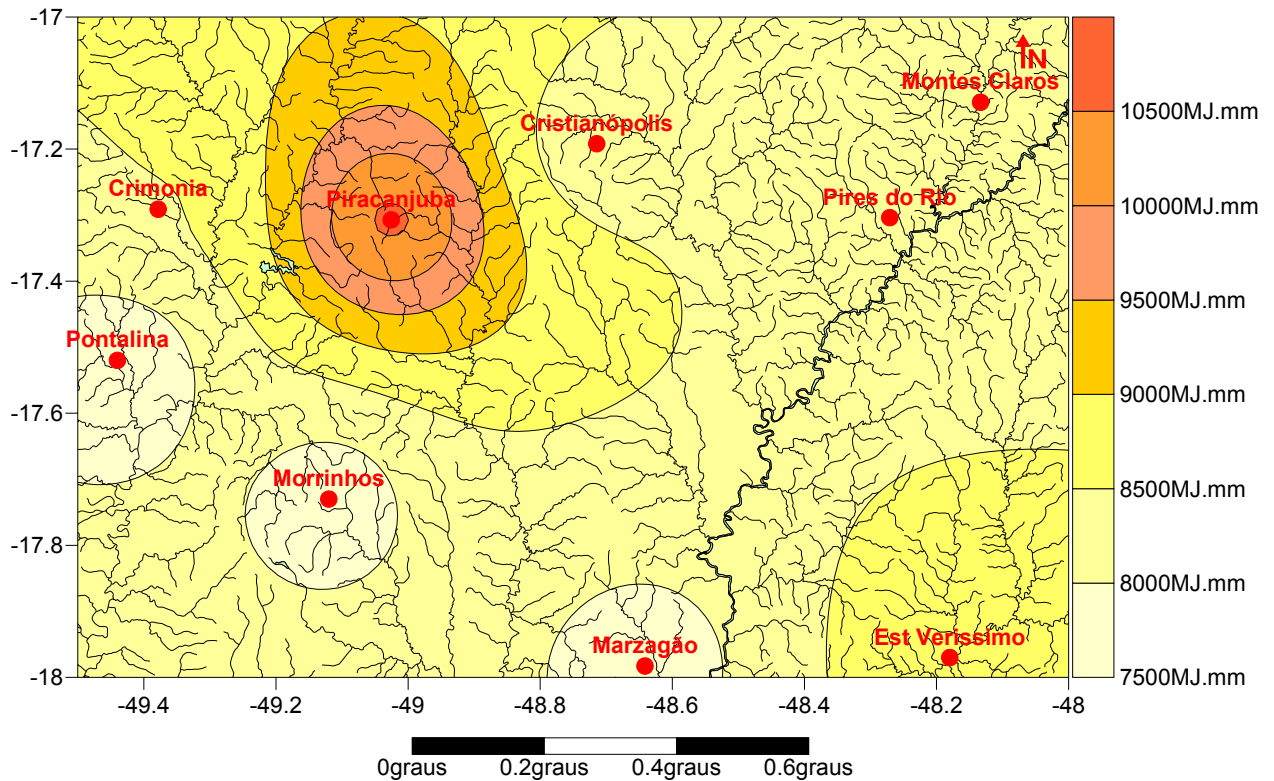 -17
IN
Montes Claros
10500MJ.mm
Cristianópolis
-17.2
Crimonia
Piracanjuba
Pires do Rio
10000MJ.mm
-17.4
9500MJ.mm
Pontalina
9000MJ.mm
-17.6
Morrinhos
8500MJ.mm
-17.8
8000MJ.mm
Marzagão
Est Verissimo
-18
7500MJ.mm
-49.4 -49.2 -49 -48.8 -48.6 -48.4 -48.2 -48
0graus 0.2graus 0.4graus 0.6graus